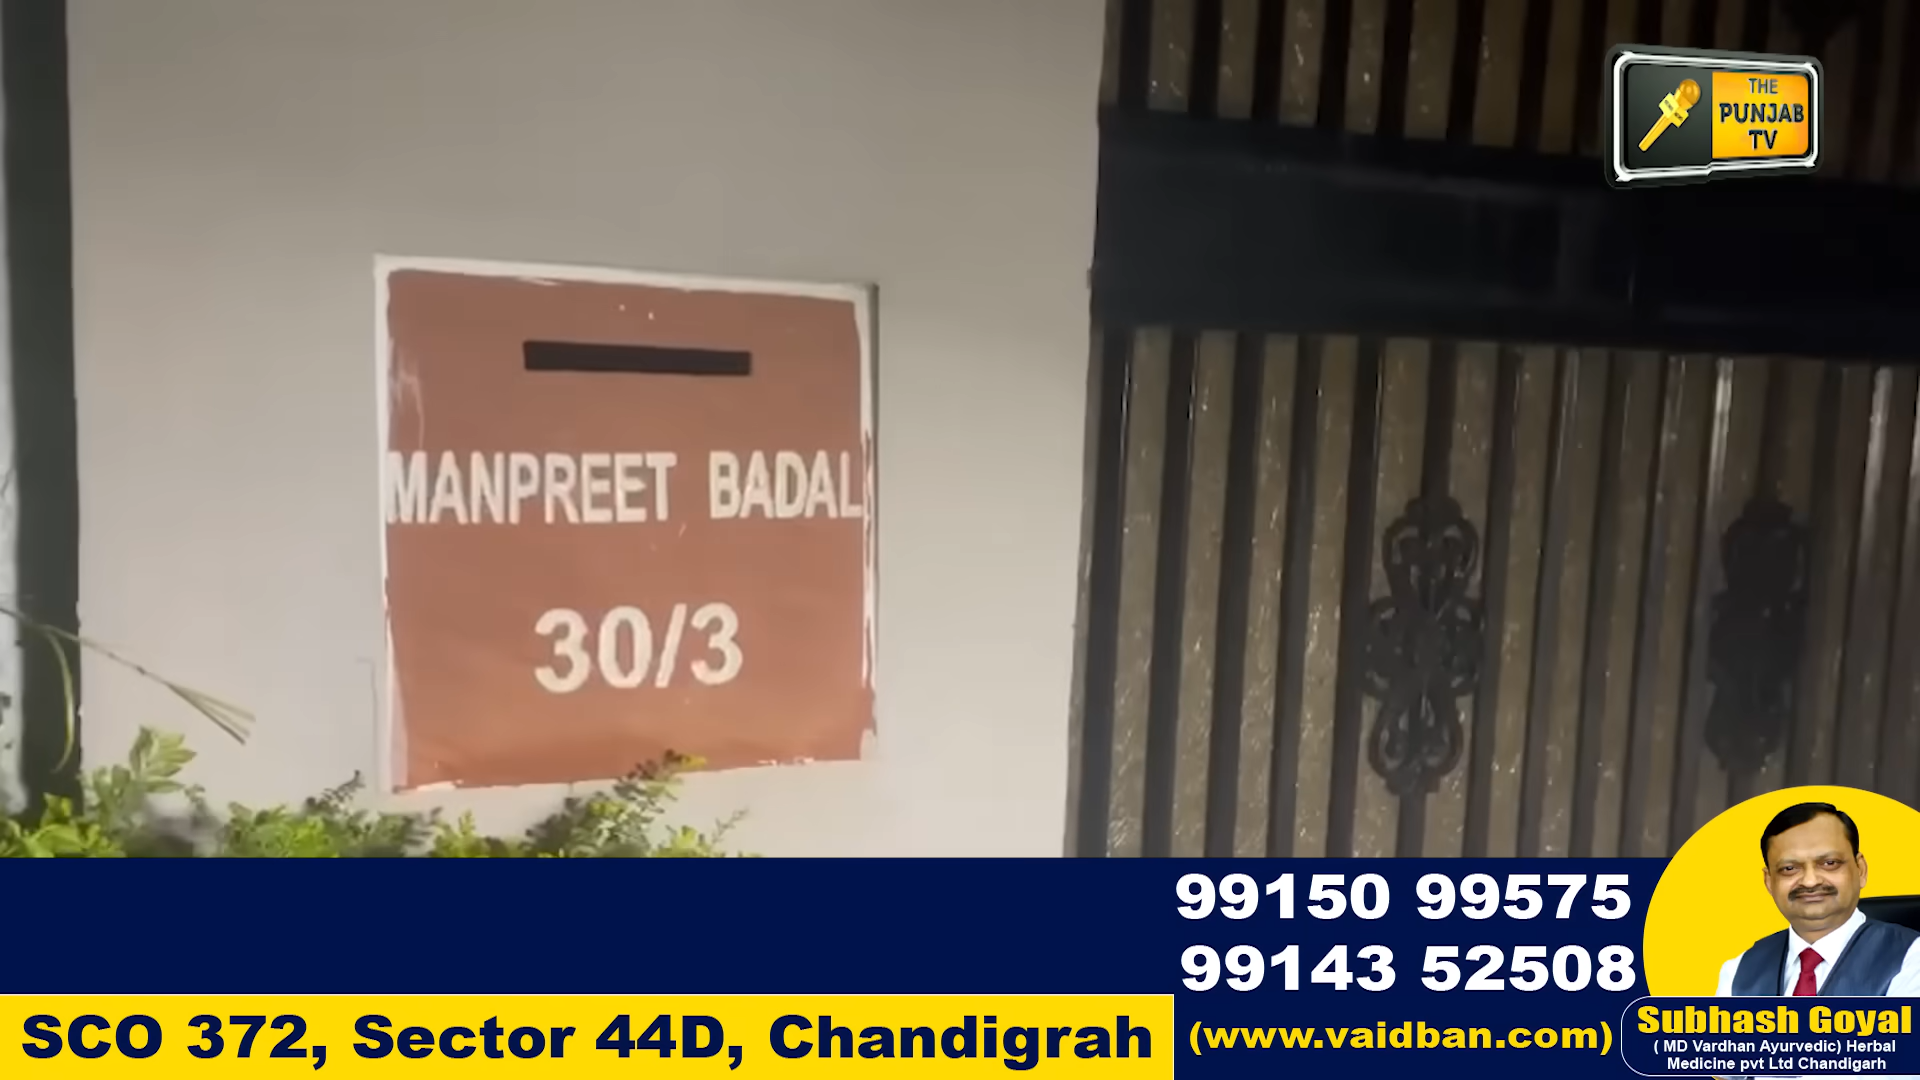 THE
PUNJAB
TV
MANPREET BADAL
30/3
99150 99575
99143 52508
SCO 372, Sector 44D, Chandigrah
(www.vaidban.com)
Subhash Goyal
( MD Vardhan Ayurvedic) Herbal
Medicine pvt Ltd Chandigarh